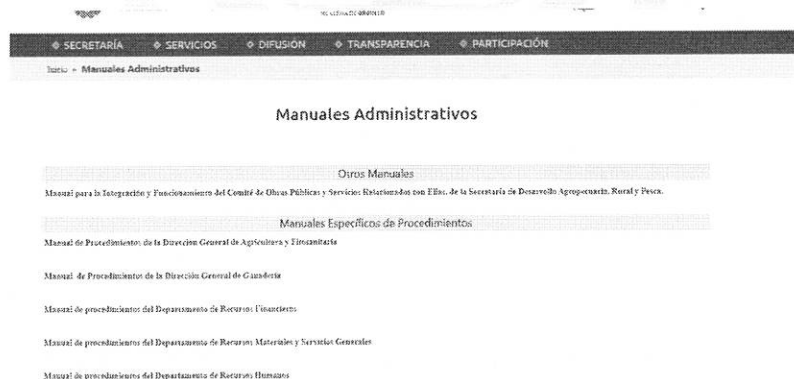 ◆ SECRETARÍA ◆ SERVICIOS ◆ DIFUSIÓN ◆ TRANSPARENCIA ◆ PARTICIPACIÓN
Inicio » Manuales Administrativos
Manuales Administrativos
Otros Manuales
Manual para la Integración y Funcionamiento del Comité de Obras Públicas y Servicios Relacionados con Ellas, de la Secretaría de Desarrollo Agropecuario, Rural y Pesca.
Manuales Específicos de Procedimientos
Manual de Procedimientos de la Dirección General de Agricultura y Fitosanitaria
Manual de Procedimientos de la Dirección General de Ganadería
Manual de procedimientos del Departamento de Recursos Financieros
Manual de procedimientos del Departamento de Recursos Materiales y Servicios Generales
Manual de procedimientos del Departamento de Recursos Humanos